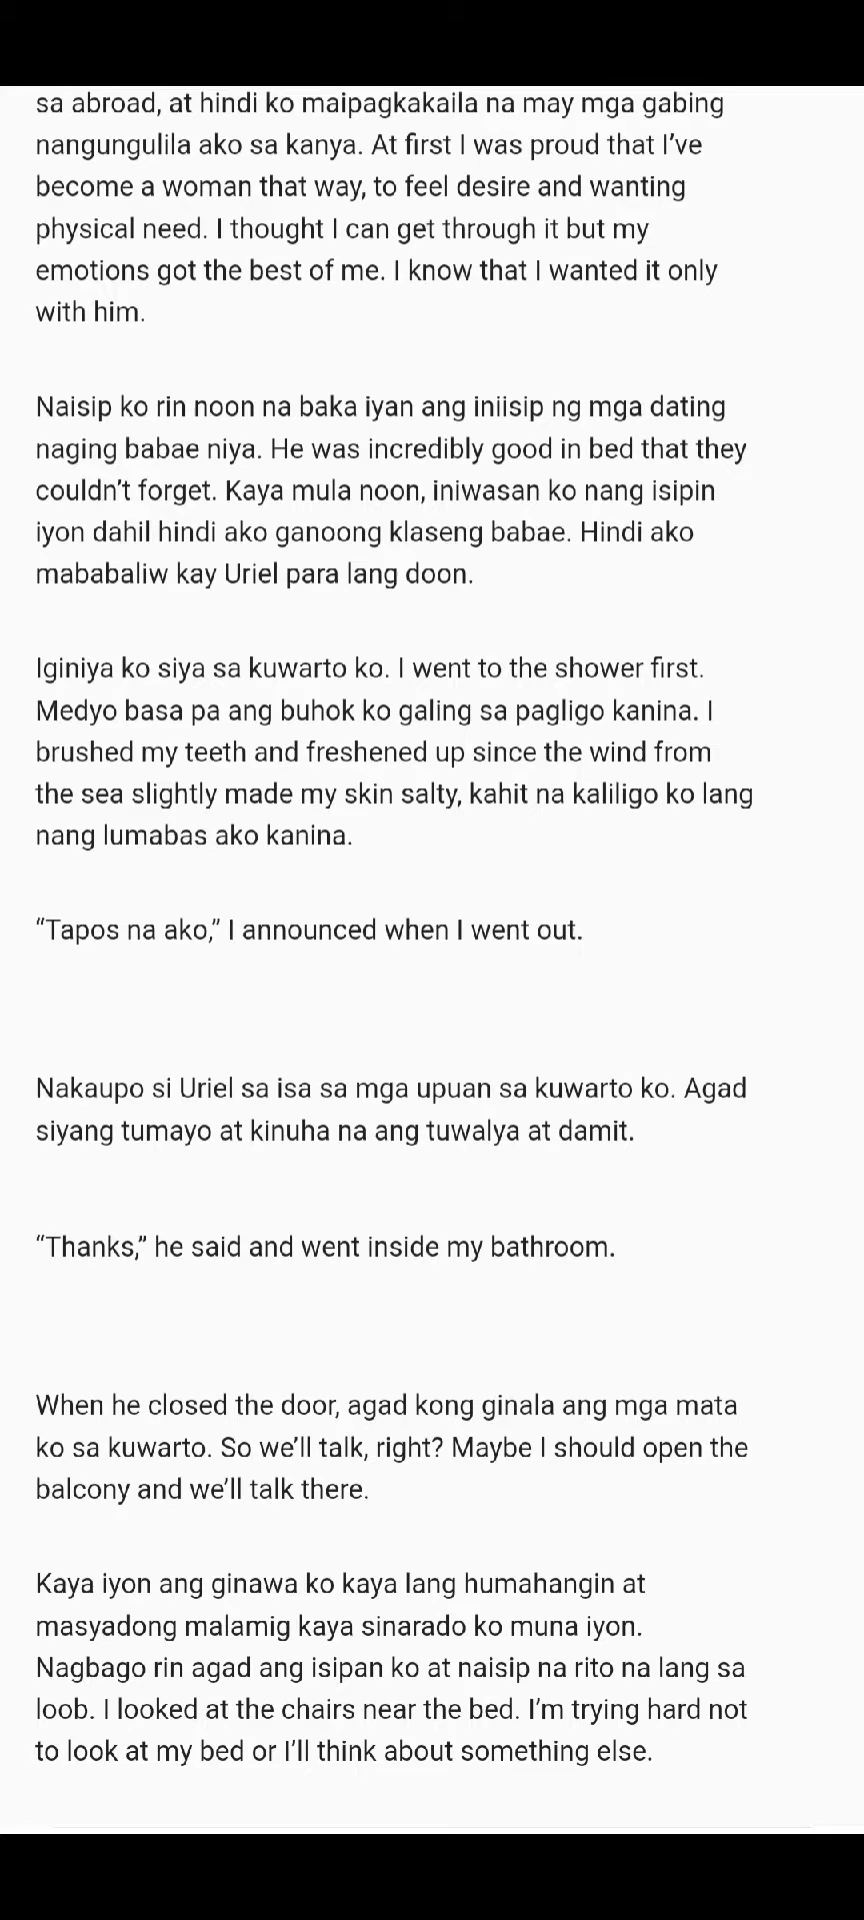 sa abroad, at hindi ko maipagkakaila na may mga gabing
nangungulila ako sa kanya. At first I was proud that I’ve
become a woman that way, to feel desire and wanting
physical need. I thought I can get through it but my
emotions got the best of me. I know that I wanted it only
with him.
Naisip ko rin noon na baka iyan ang iniisip ng mga dating
naging babae niya. He was incredibly good in bed that they
couldn’t forget. Kaya mula noon, iniwasan ko nang isipin
iyon dahil hindi ako ganoong klaseng babae. Hindi ako
mababaliw kay Uriel para lang doon.
Iginiya ko siya sa kuwarto ko. I went to the shower first.
Medyo basa pa ang buhok ko galing sa pagligo kanina. I
brushed my teeth and freshened up since the wind from
the sea slightly made my skin salty, kahit na kaliligo ko lang
nang lumabas ako kanina.
“Tapos na ako,” I announced when I went out.
Nakaupo si Uriel sa isa sa mga upuan sa kuwarto ko. Agad
siyang tumayo at kinuha na ang tuwalya at damit.
“Thanks,” he said and went inside my bathroom.
When he closed the door, agad kong ginala ang mga mata
ko sa kuwarto. So we’ll talk, right? Maybe I should open the
balcony and we’ll talk there.
Kaya iyon ang ginawa ko kaya lang humahangin at
masyadong malamig kaya sinarado ko muna iyon.
Nagbago rin agad ang isipan ko at naisip na rito na lang sa
loob. I looked at the chairs near the bed. I’m trying hard not
to look at my bed or I’ll think about something else.